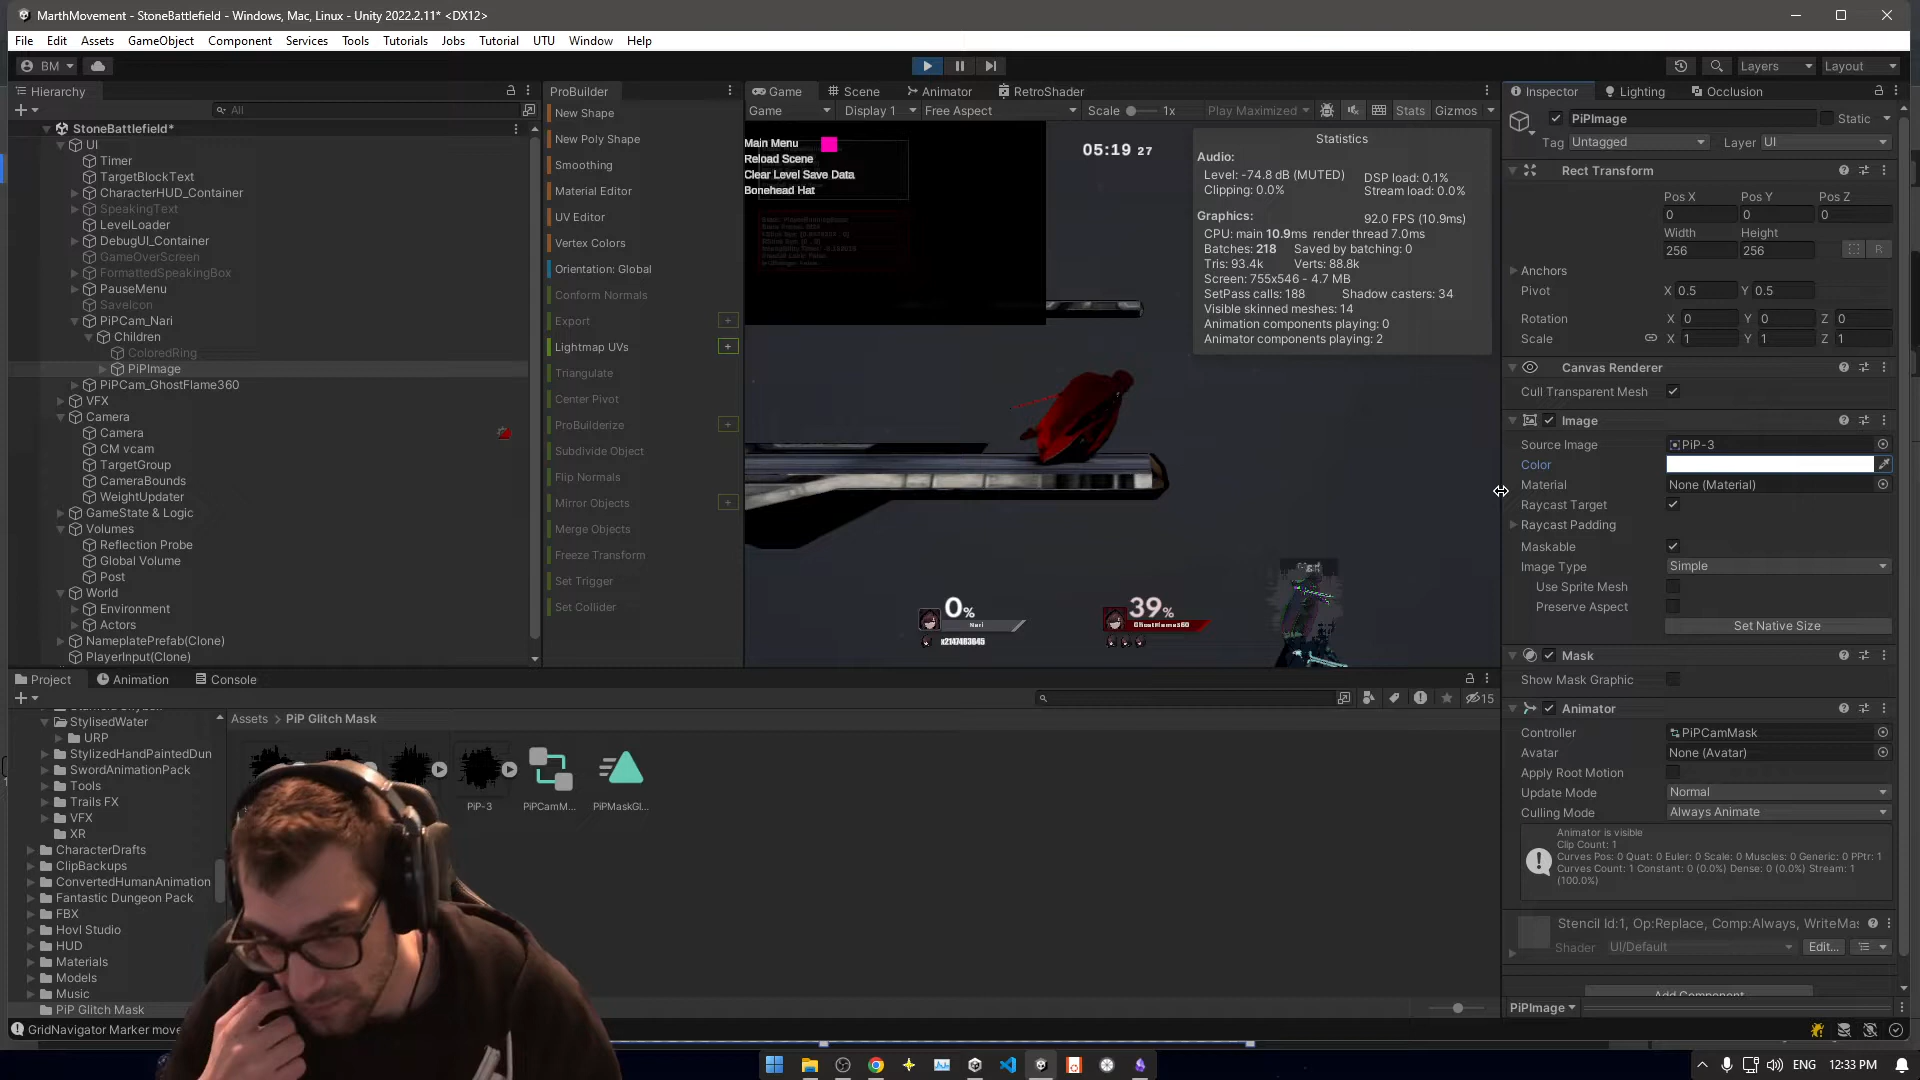 MarthMovement - StoneBattlefield - Windows, Mac, Linux - Unity 2022.2.11* <DX12>
File Edit Assets GameObject Component Services Tools Tutorials Jobs Tutorial UTU Window Help
BM Layers Layout
Hierarchy
All
StoneBattlefield*
UI
Timer
TargetBlockText
CharacterHUD_Container
SpeakingText
LevelLoader
DebugUI_Container
GameOverScreen
FormattedSpeakingBox
PauseMenu
SaveIcon
PiPCam_Nari
Children
ColoredRing
PiPImage
PiPCam_GhostFlame360
VFX
Camera
Camera
CM vcam
TargetGroup
CameraBounds
WeightUpdater
GameState & Logic
Volumes
Reflection Probe
Global Volume
Post
World
Environment
Actors
NameplatePrefab(Clone)
PlayerInput(Clone)
ProBuilder
New Shape
New Poly Shape
Smoothing
Material Editor
UV Editor
Vertex Colors
Orientation: Global
Conform Normals
Export
Lightmap UVs
Triangulate
Center Pivot
ProBuilderize
Subdivide Object
Flip Normals
Mirror Objects
Merge Objects
Freeze Transform
Set Trigger
Set Collider
Game Scene Animator RetroShader
Game Display 1 Free Aspect Scale 1x Play Maximized Stats Gizmos
Main Menu
Reload Scene
Clear Level Save Data
Bonehead Hat
05:19 27
Statistics
Audio:
Level: -74.8 dB (MUTED) DSP load: 0.1%
Clipping: 0.0% Stream load: 0.0%
Graphics: 92.0 FPS (10.9ms)
CPU: main 10.9ms render thread 7.0ms
Batches: 218 Saved by batching: 0
Tris: 93.4k Verts: 88.8k
Screen: 755x546 - 4.7 MB
SetPass calls: 188 Shadow casters: 34
Visible skinned meshes: 14
Animation components playing: 0
Animator components playing: 2
0% 39%
Nari GhostFlame360
x2147483645
Inspector Lighting Occlusion
PiPImage Static
Tag Untagged Layer UI
Rect Transform
Pos X Pos Y Pos Z
0 0 0
Width Height
256 256 R
Anchors
Pivot X 0.5 Y 0.5
Rotation X 0 Y 0 Z 0
Scale X 1 Y 1 Z 1
Canvas Renderer
Cull Transparent Mesh
Image
Source Image PiP-3
Color
Material None (Material)
Raycast Target
Raycast Padding
Maskable
Image Type Simple
Use Sprite Mesh
Preserve Aspect
Set Native Size
Mask
Show Mask Graphic
Animator
Controller PiPCamMask
Avatar None (Avatar)
Apply Root Motion
Update Mode Normal
Culling Mode Always Animate
Animator is visible
Clip Count: 1
Curves Pos: 0 Quat: 0 Euler: 0 Scale: 0 Muscles: 0 Generic: 0 PPtr: 1
Curves Count: 1 Constant: 0 (0.0%) Dense: 0 (0.0%) Stream: 1
(100.0%)
Stencil Id:1, Op:Replace, Comp:Always, WriteMas
Shader UI/Default Edit...
Add Component
PiPImage
Project Animation Console
15
StylisedWater
URP
StylizedHandPaintedDun
SwordAnimationPack
Tools
Trails FX
VFX
XR
CharacterDrafts
ClipBackups
ConvertedHumanAnimation
Fantastic Dungeon Pack
FBX
Hovl Studio
HUD
Materials
Models
Music
PiP Glitch Mask
Assets > PiP Glitch Mask
PiP-3 PiPCamM... PiPMaskGl...
GridNavigator Marker move
ENG 12:33 PM